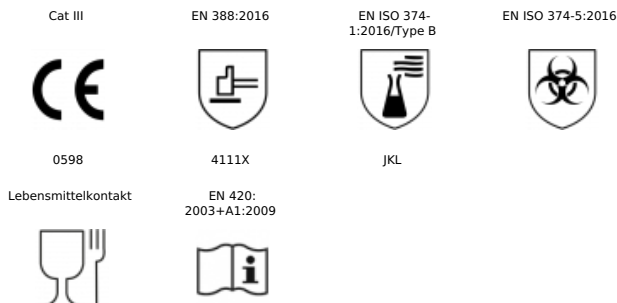 Cat III
EN 388:2016
EN ISO 374-
1:2016/Type B
EN ISO 374-5:2016
CE
0598
4111X
JKL
Lebensmittelkontakt
EN 420:
2003+A1:2009
i